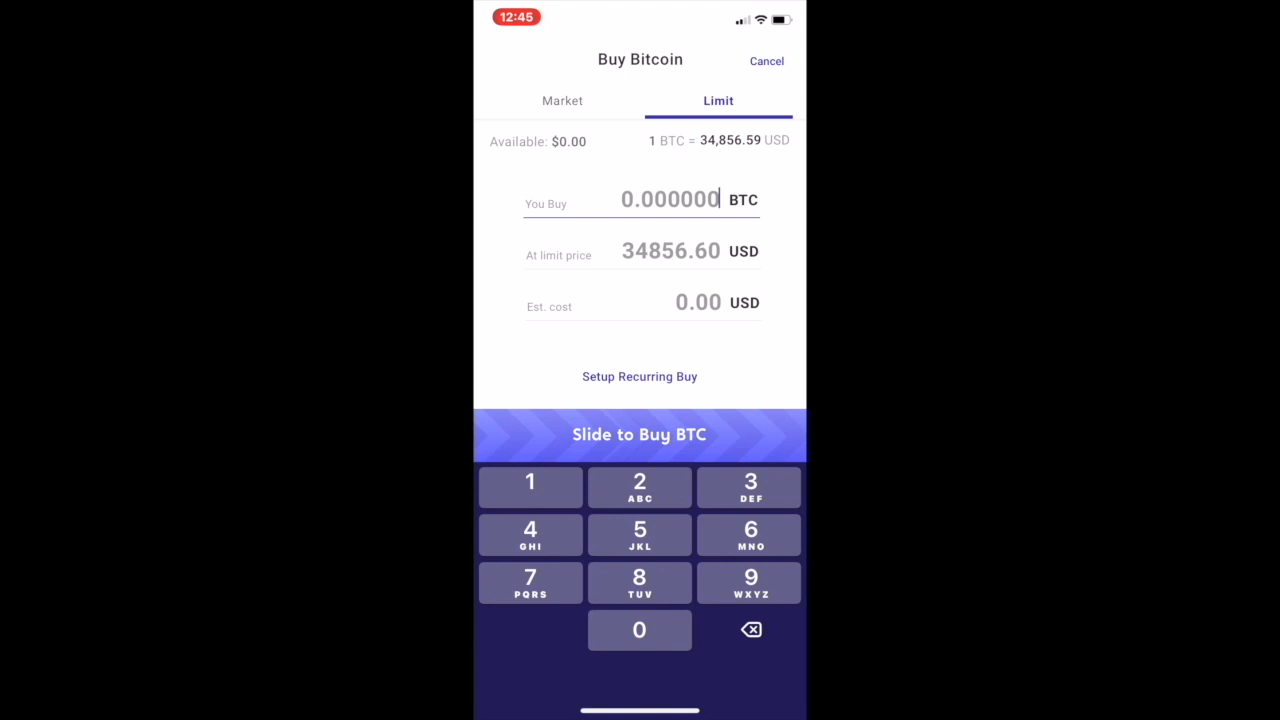 12:45
Buy Bitcoin
Cancel
Market
Limit
Available: $0.00
1 BTC = 34,856.59 USD
You Buy 0.000000 BTC
At limit price 34856.60 USD
Est. cost 0.00 USD
Setup Recurring Buy
Slide to Buy BTC
1 2 3
ABC DEF
4 5 6
GHI JKL MNO
7 8 9
PQRS TUV WXYZ
0